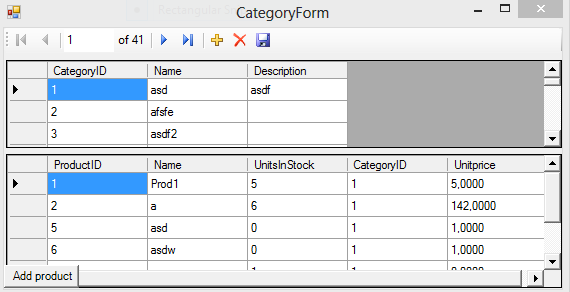 CategoryForm
1 of 41
CategoryID Name Description
1 asd asdf
2 afsfe
3 asdf2
ProductID Name UnitsInStock CategoryID Unitprice
1 Prod1 5 1 5,0000
2 a 6 1 142,0000
5 asd 0 1 1,0000
6 asdw 0 1 1,0000
Add product